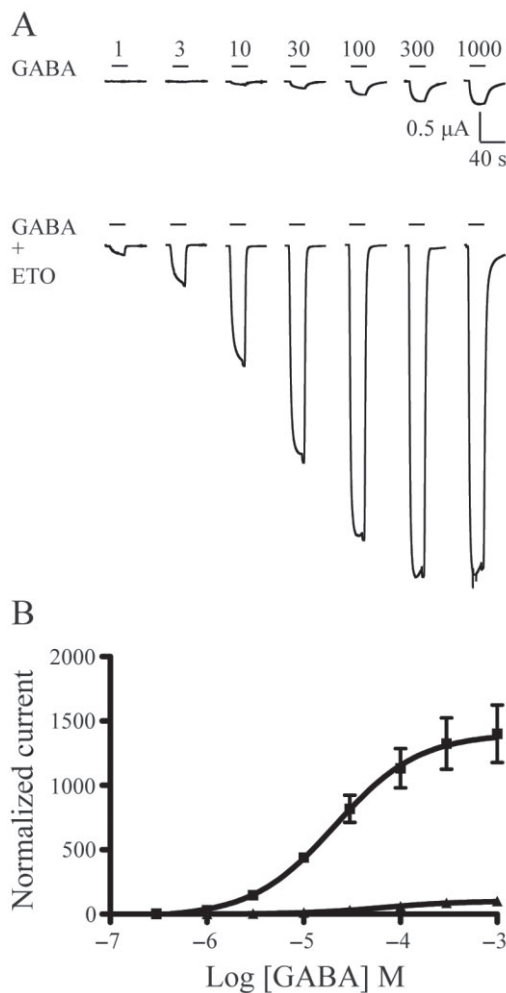 A
1 3 10 30 100 300 1000
GABA
0.5 μA
40 s
GABA
+
ETO
B
2000
1500
1000
500
0
Normalized current
−7 −6 −5 −4 −3
Log [GABA] M